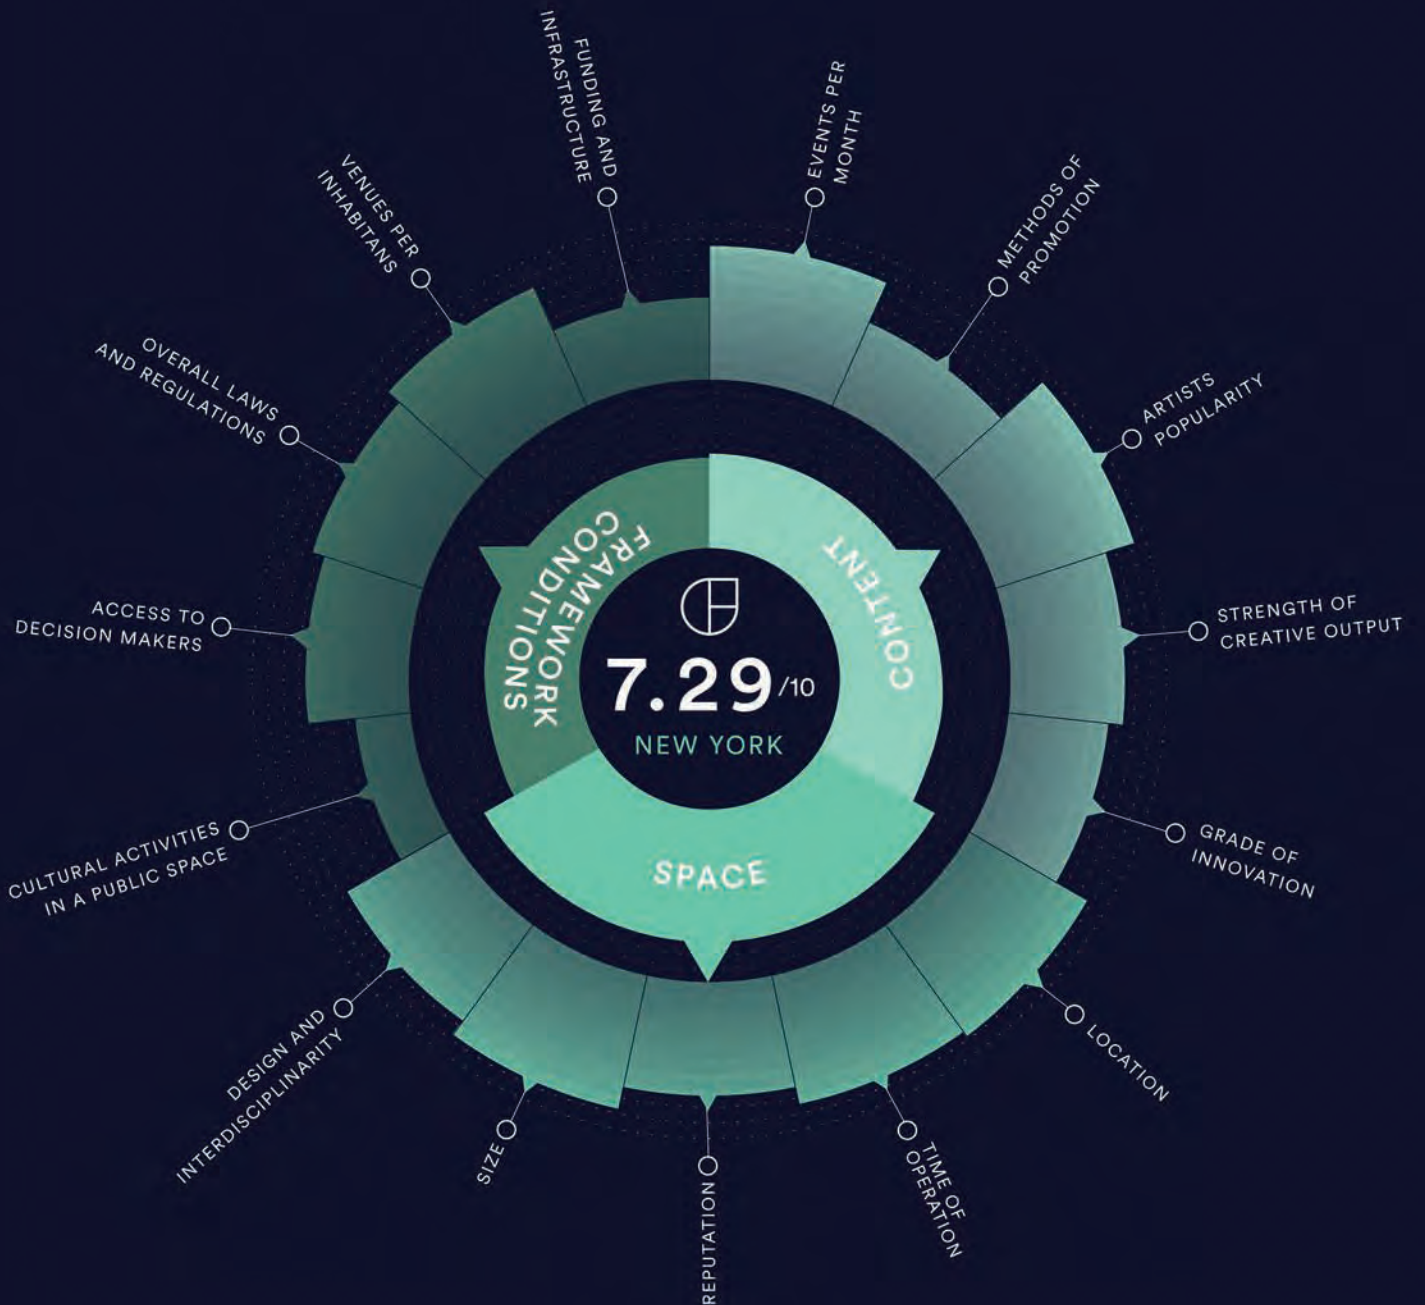 FUNDING AND
INFRASTRUCTURE
EVENTS PER
MONTH
METHODS OF
PROMOTION
ARTISTS
POPULARITY
STRENGTH OF
CREATIVE OUTPUT
GRADE OF
INNOVATION
LOCATION
TIME OF
OPERATION
REPUTATION
SIZE
DESIGN AND
INTERDISCIPLINARITY
CULTURAL ACTIVITIES
IN A PUBLIC SPACE
ACCESS TO
DECISION MAKERS
OVERALL LAWS
AND REGULATIONS
VENUES PER
INHABITANS
FRAMEWORK
CONDITIONS
CONTENT
SPACE
7.29/10
NEW YORK